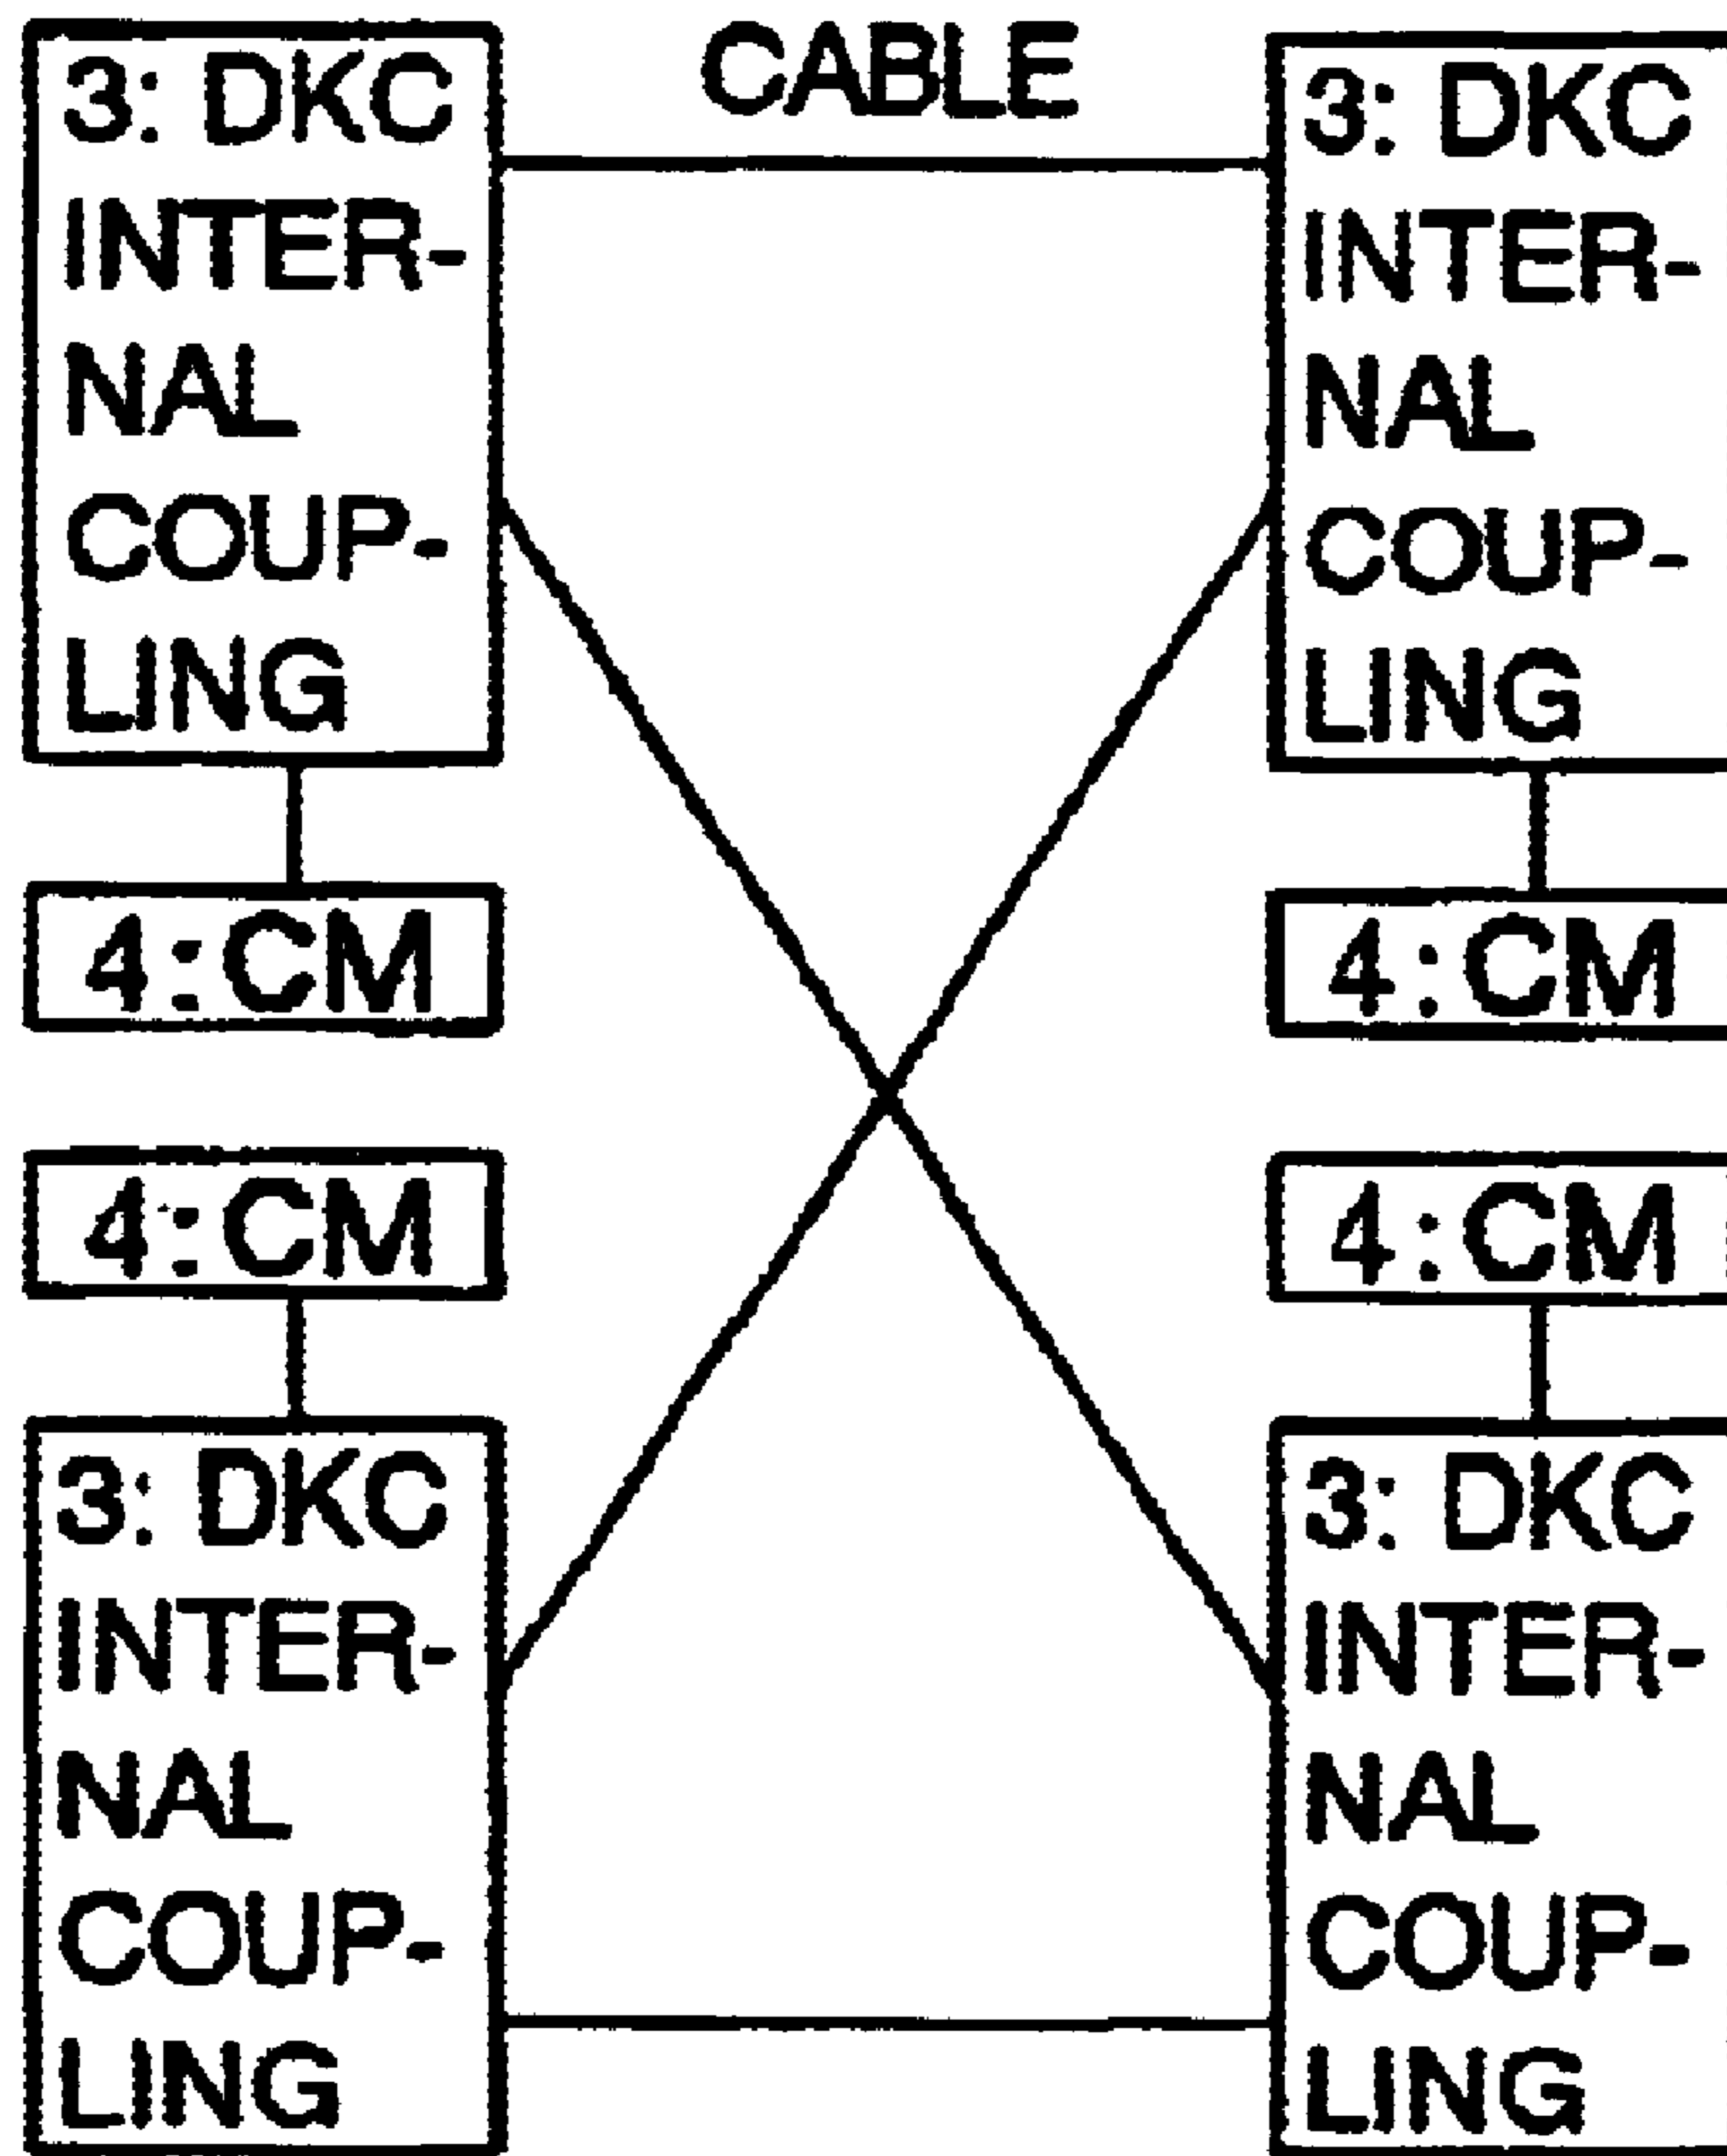 CABLE
3: DKC
INTER-
NAL
COUP-
LING
4:CM
4:CM
3: DKC
INTER-
NAL
COUP-
LING
3: DKC
INTER-
NAL
COUP-
LING
4:CM
4:CM
3: DKC
INTER-
NAL
COUP-
LING